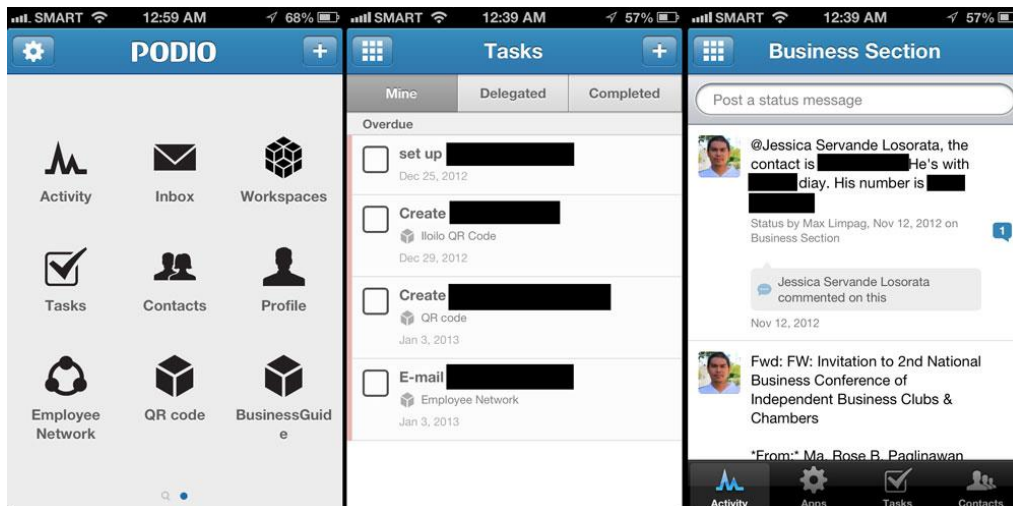 SMART 12:59 AM 68%
PODIO
Activity
Inbox
Workspaces
Tasks
Contacts
Profile
Employee
Network
QR code
BusinessGuid
e
SMART 12:39 AM 57%
Tasks
Mine Delegated Completed
Overdue
set up
Dec 25, 2012
Create
Iloilo QR Code
Dec 29, 2012
Create
QR code
Jan 3, 2013
E-mail
Employee Network
Jan 3, 2013
SMART 12:39 AM 57%
Business Section
Post a status message
@Jessica Servande Losorata, the
contact is He's with
diay. His number is
Status by Max Limpag, Nov 12, 2012 on
Business Section
1
Jessica Servande Losorata
commented on this
Nov 12, 2012
Fwd: FW: Invitation to 2nd National
Business Conference of
Independent Business Clubs &
Chambers
*From:* Ma. Rose B. Paglinawan
Activity Apps Tasks Contacts